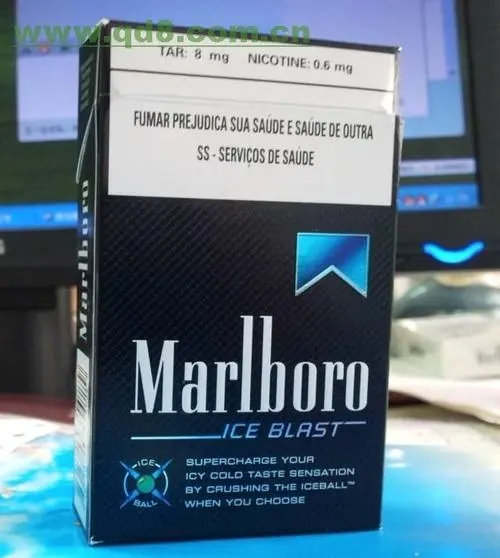 www.qd8.com.cn
TAR: 8 mg NICOTINE: 0.6 mg
FUMAR PREJUDICA SUA SAÚDE E SAÚDE DE OUTRA
SS - SERVIÇOS DE SAÚDE
Marlboro
Marlboro
ICE BLAST
ICE
BALL
SUPERCHARGE YOUR
ICY COLD TASTE SENSATION
BY CRUSHING THE ICEBALL™
WHEN YOU CHOOSE